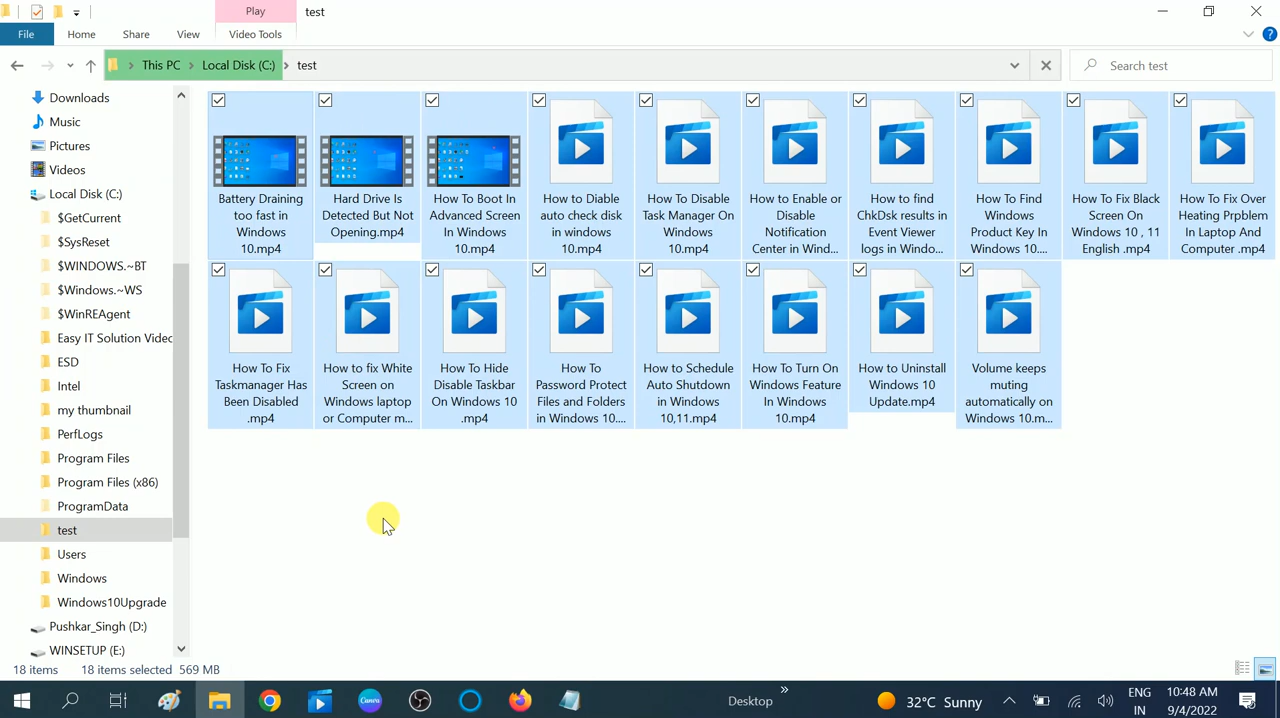 Play
test
File
Home
Share
View
Video Tools
This PC
Local Disk (C:)
test
Search test
Downloads
Music
Pictures
Videos
Local Disk (C:)
$GetCurrent
$SysReset
$WINDOWS.~BT
$Windows.~WS
$WinREAgent
Easy IT Solution Videc
ESD
Intel
my thumbnail
PerfLogs
Program Files
Program Files (x86)
ProgramData
test
Users
Windows
Windows10Upgrade
Pushkar_Singh (D:)
WINSETUP (E:)
Battery Draining
too fast in
Windows
10.mp4
Hard Drive Is
Detected But Not
Opening.mp4
How To Boot In
Advanced Screen
In Windows
10.mp4
How to Diable
auto check disk
in windows
10.mp4
How To Disable
Task Manager On
Windows
10.mp4
How to Enable or
Disable
Notification
Center in Wind...
How to find
ChkDsk results in
Event Viewer
logs in Windo...
How To Find
Windows
Product Key In
Windows 10....
How To Fix Black
Screen On
Windows 10 , 11
English .mp4
How To Fix Over
Heating Prpblem
In Laptop And
Computer .mp4
How To Fix
Taskmanager Has
Been Disabled
.mp4
How to fix White
Screen on
Windows laptop
or Computer m...
How To Hide
Disable Taskbar
On Windows 10
.mp4
How To
Password Protect
Files and Folders
in Windows 10....
How to Schedule
Auto Shutdown
in Windows
10,11.mp4
How To Turn On
Windows Feature
In Windows
10.mp4
How to Uninstall
Windows 10
Update.mp4
Volume keeps
muting
automatically on
Windows 10.m...
18 items 18 items selected 569 MB
Canva
Desktop
»
32°C Sunny
ENG
IN
10:48 AM
9/4/2022